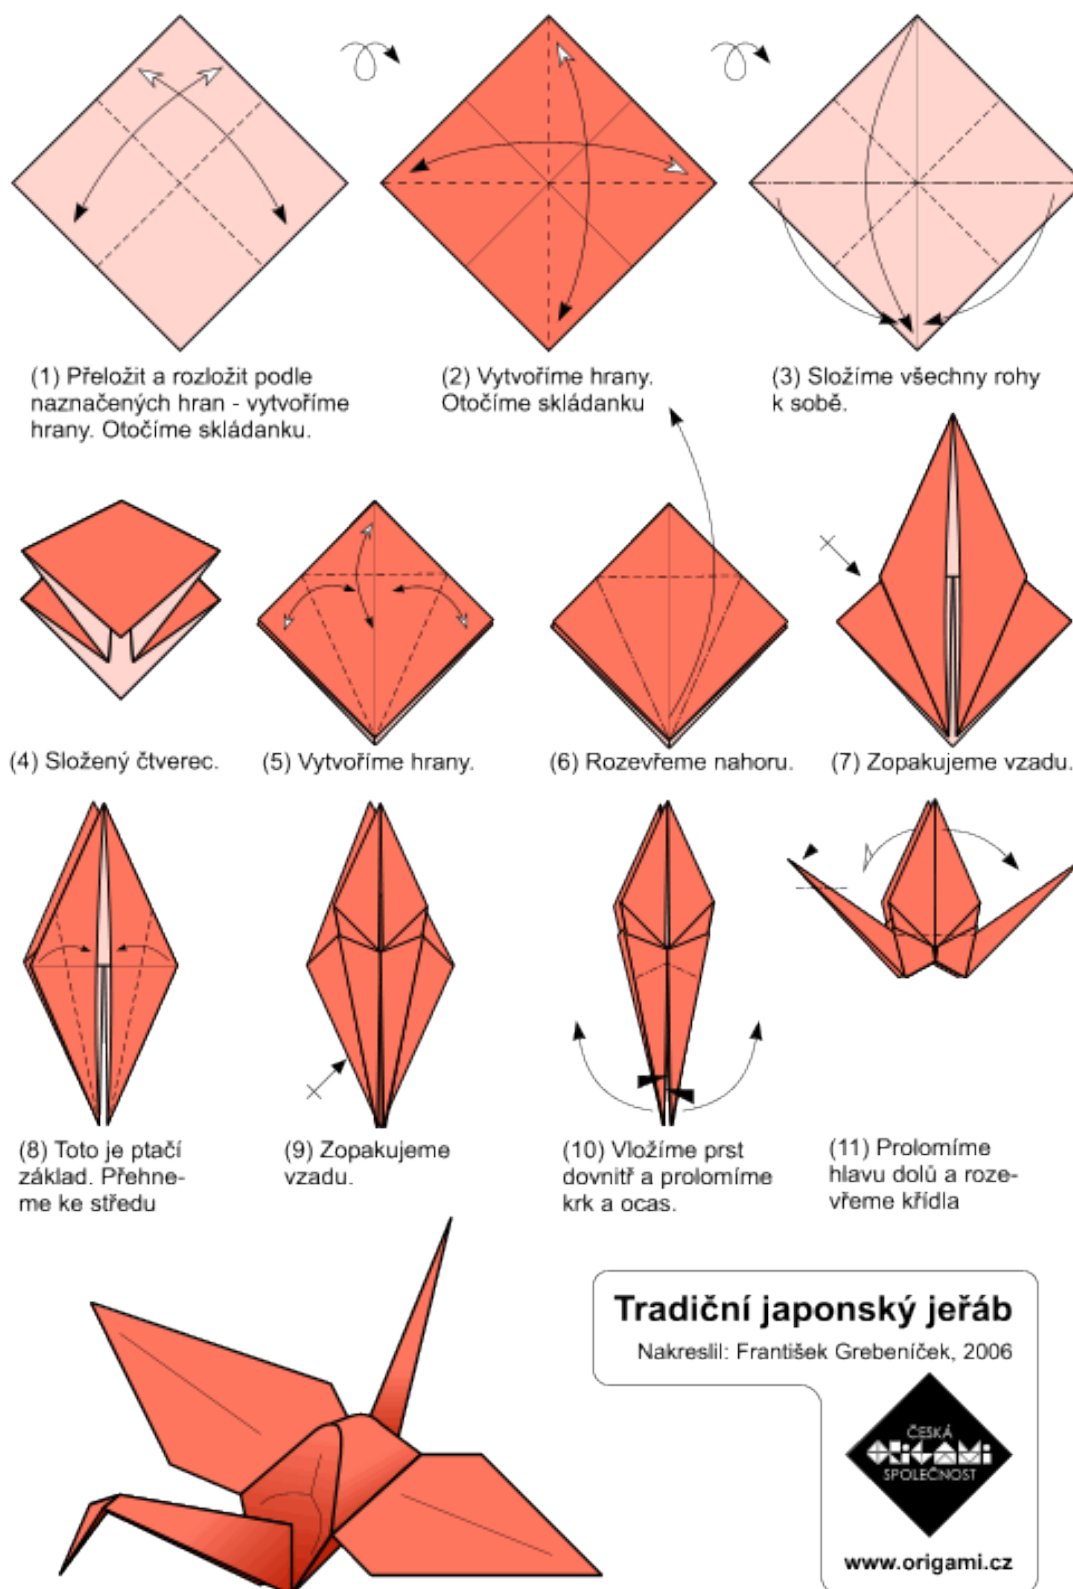 (1) Přeložit a rozložit podle
naznačených hran - vytvoříme
hrany. Otočíme skládanku.
(2) Vytvoříme hrany.
Otočíme skládanku
(3) Složíme všechny rohy
k sobě.
(4) Složený čtverec.
(5) Vytvoříme hrany.
(6) Rozevřeme nahoru.
(7) Zopakujeme vzadu.
(8) Toto je ptačí
základ. Přehne-
me ke středu
(9) Zopakujeme
vzadu.
(10) Vložíme prst
dovnitř a prolomíme
krk a ocas.
(11) Prolomíme
hlavu dolů a roze-
vřeme křídla
Tradiční japonský jeřáb
Nakreslil: František Grebeníček, 2006
ČESKÁ
ORIGAMI
SPOLEČNOST
www.origami.cz